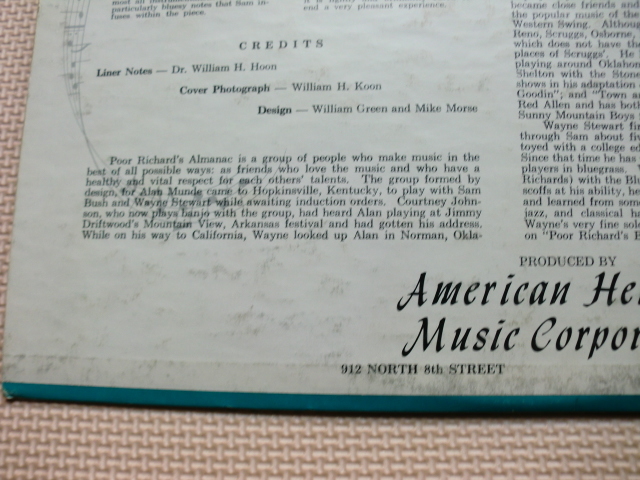 particularly bluesy notes that Sam in-
fuses within the piece.
end a very pleasant experience.
CREDITS
Liner Notes — Dr. William H. Hoon
Cover Photograph — William H. Koon
Design — William Green and Mike Morse
Poor Richard's Almanac is a group of people who make music in the
best of all possible ways: as friends who love the music and who have a
healthy and vital respect for each others' talents. The group formed by
design, for Alan Munde came to Hopkinsville, Kentucky, to play with Sam
Bush and Wayne Stewart while awaiting induction orders. Courtney John-
son, who now plays banjo with the group, had heard Alan playing at Jimmy
Driftwood's Mountain View, Arkansas festival and had gotten his address.
While on his way to California, Wayne looked up Alan in Norman, Okla-
became close friends and
the popular music of the
Western Swing. Althoug
Reno, Scruggs, Osborne,
which does not have the
places of Scruggs'. He
playing around Oklahom
Shelton with the Stone
shows in his adaptation
Goodin"; and "Town an
Red Allen and has both
Sunny Mountain Boys
Wayne Stewart fin
through Sam about fiv
toyed with a college ed
Since that time he has
players in bluegrass.
Richards) with the Blu
scoffs at his ability, he
and learned from some
jazz, and classical h
Wayne's very fine solo
on "Poor Richard's B
PRODUCED BY
American He
Music Corpor
912 NORTH 8th STREET